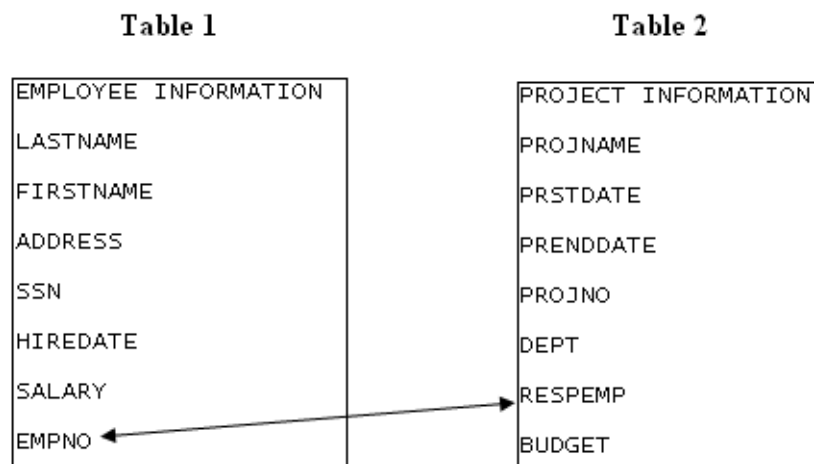 Table 1
EMPLOYEE INFORMATION
LASTNAME
FIRSTNAME
ADDRESS
SSN
HIREDATE
SALARY
EMPNO
Table 2
PROJECT INFORMATION
PROJNAME
PRSTDATE
PRENDDATE
PROJNO
DEPT
RESPEMP
BUDGET